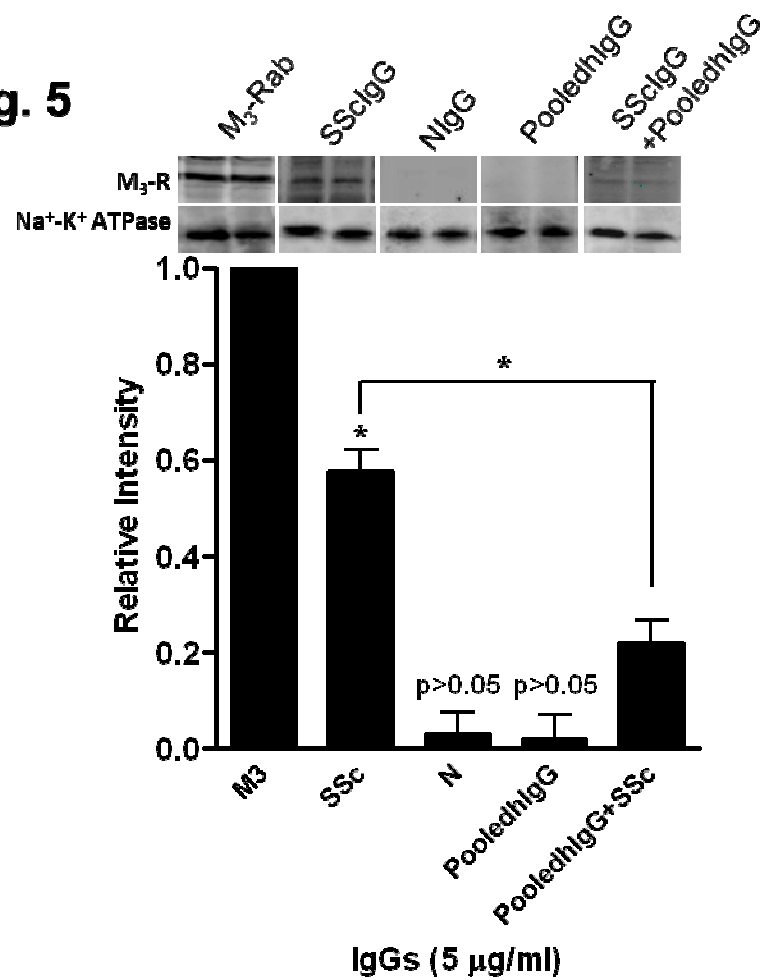 g. 5
M3-Rab
SScIgG
NIgG
PooledhIgG
SScIgG
+PooledhIgG
M3-R
Na+-K+ ATPase
1.0
0.8
0.6
0.4
0.2
0.0
Relative Intensity
*
*
p>0.05 p>0.05
M3
SSc
N
PooledhIgG
PooledhIgG+SSc
IgGs (5 μg/ml)